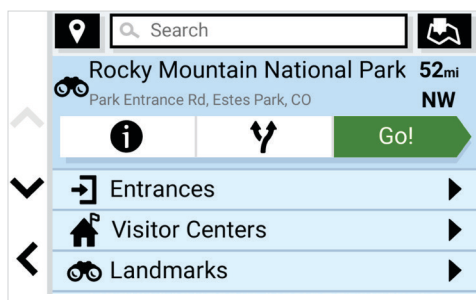 Search
Rocky Mountain National Park 52mi
Park Entrance Rd, Estes Park, CO NW
Go!
Entrances
Visitor Centers
Landmarks